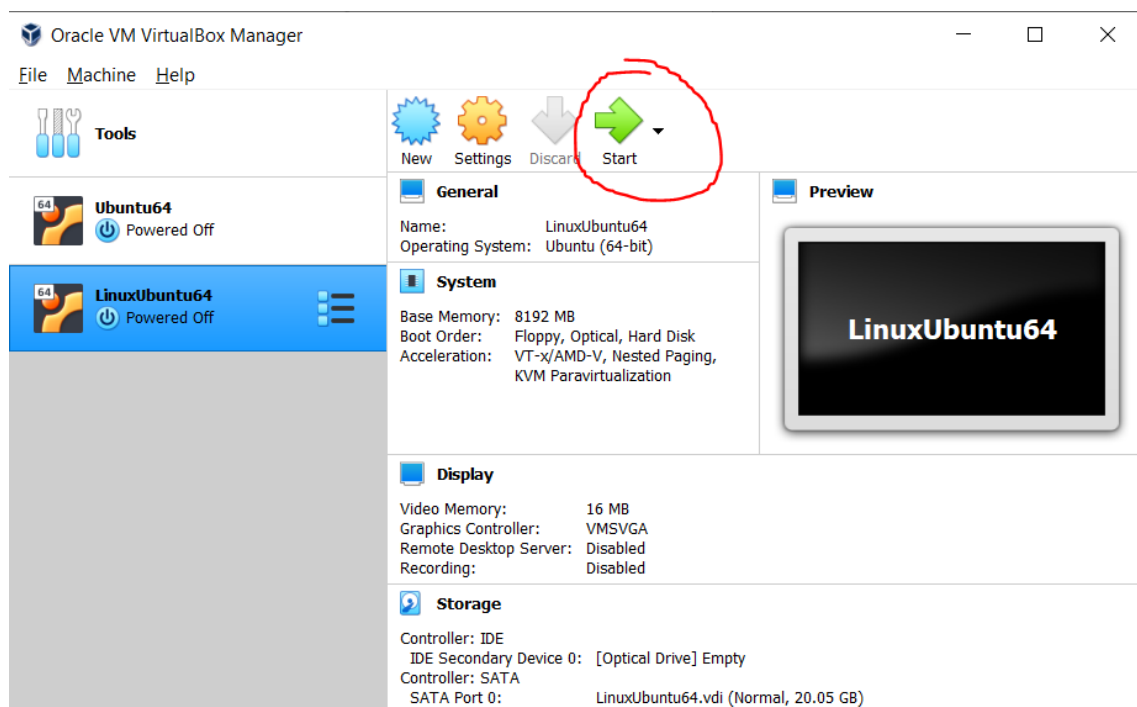 Oracle VM VirtualBox Manager
File Machine Help
Tools
New Settings Discard Start
64
Ubuntu64
Powered Off
64
LinuxUbuntu64
Powered Off
General
Name: LinuxUbuntu64
Operating System: Ubuntu (64-bit)
System
Base Memory: 8192 MB
Boot Order: Floppy, Optical, Hard Disk
Acceleration: VT-x/AMD-V, Nested Paging,
KVM Paravirtualization
Preview
LinuxUbuntu64
Display
Video Memory: 16 MB
Graphics Controller: VMSVGA
Remote Desktop Server: Disabled
Recording: Disabled
Storage
Controller: IDE
IDE Secondary Device 0: [Optical Drive] Empty
Controller: SATA
SATA Port 0: LinuxUbuntu64.vdi (Normal, 20.05 GB)